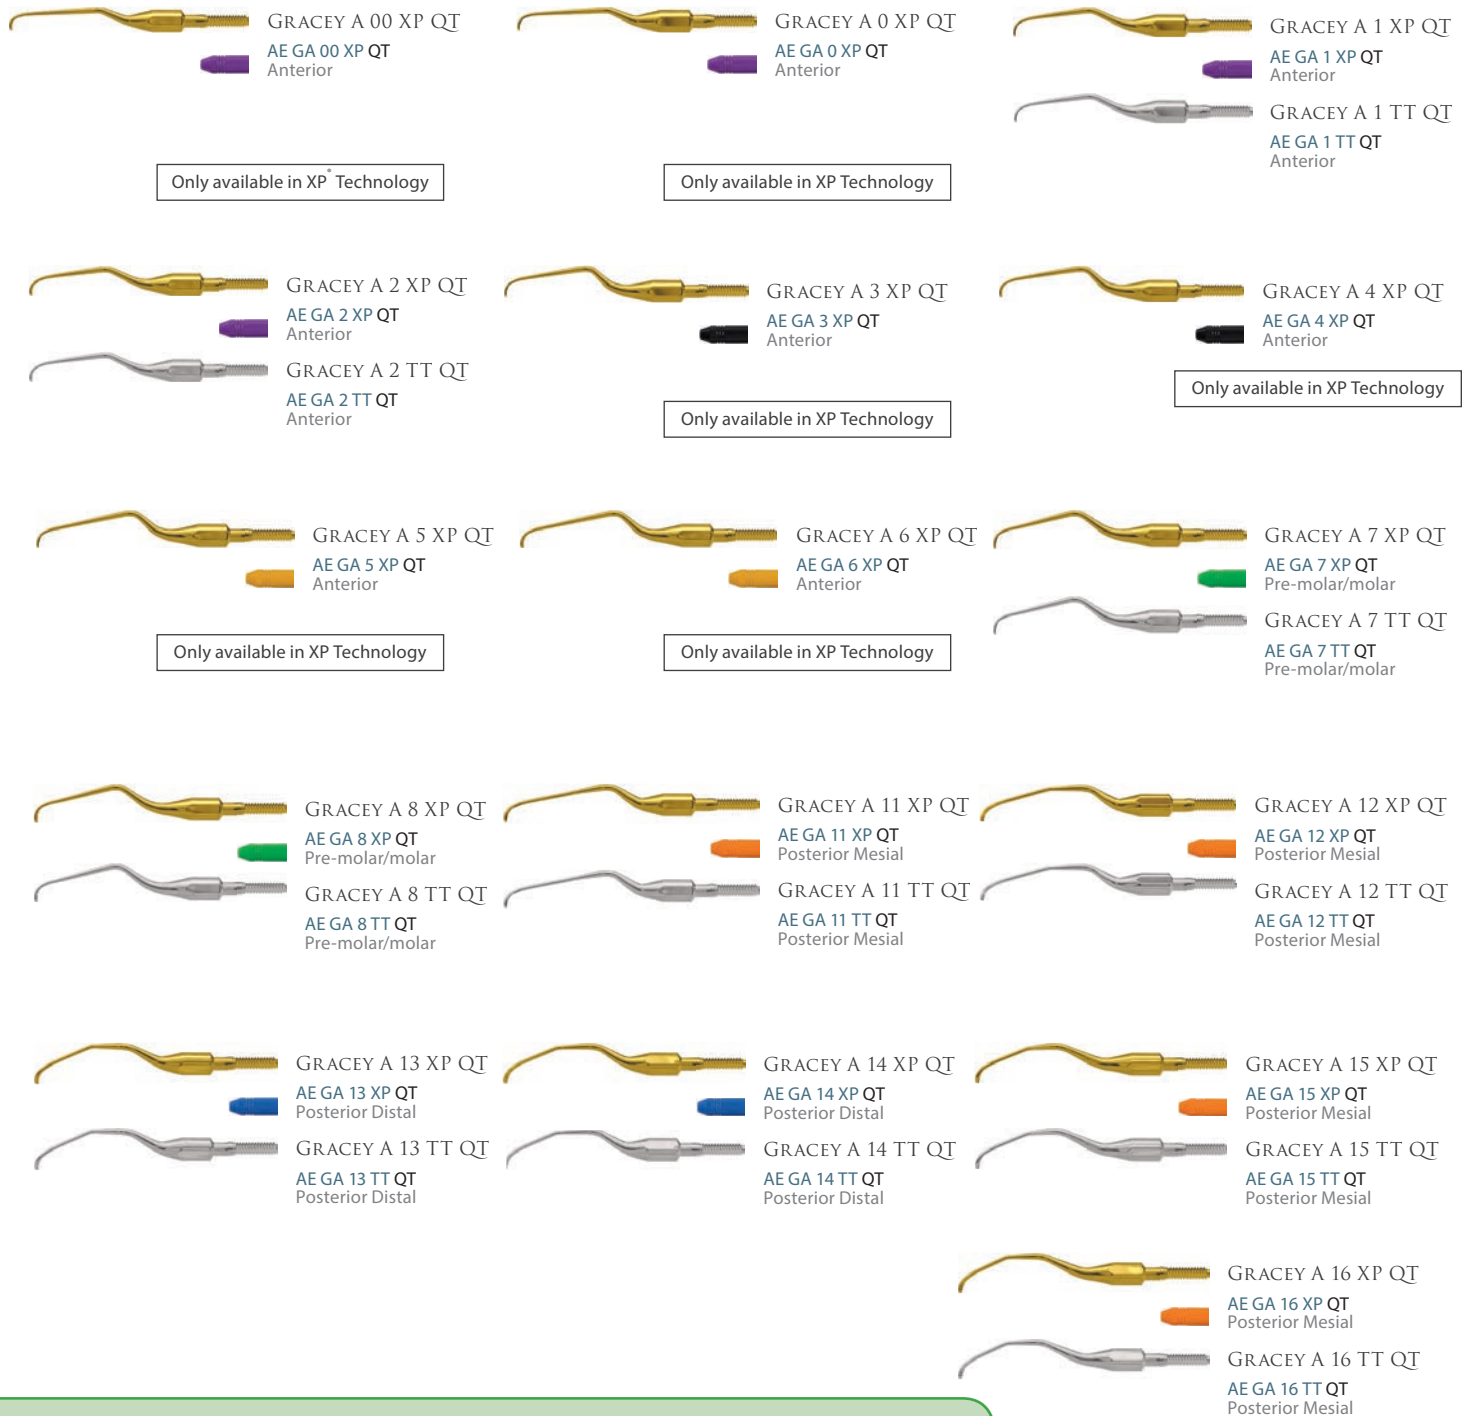 Gracey A 00 XP QT
AE GA 00 XP QT
Anterior
Only available in XP® Technology
Gracey A 0 XP QT
AE GA 0 XP QT
Anterior
Only available in XP Technology
Gracey A 1 XP QT
AE GA 1 XP QT
Anterior
Gracey A 1 TT QT
AE GA 1 TT QT
Anterior
Gracey A 2 XP QT
AE GA 2 XP QT
Anterior
Gracey A 2 TT QT
AE GA 2 TT QT
Anterior
Gracey A 3 XP QT
AE GA 3 XP QT
Anterior
Only available in XP Technology
Gracey A 4 XP QT
AE GA 4 XP QT
Anterior
Only available in XP Technology
Gracey A 5 XP QT
AE GA 5 XP QT
Anterior
Only available in XP Technology
Gracey A 6 XP QT
AE GA 6 XP QT
Anterior
Only available in XP Technology
Gracey A 7 XP QT
AE GA 7 XP QT
Pre-molar/molar
Gracey A 7 TT QT
AE GA 7 TT QT
Pre-molar/molar
Gracey A 8 XP QT
AE GA 8 XP QT
Pre-molar/molar
Gracey A 8 TT QT
AE GA 8 TT QT
Pre-molar/molar
Gracey A 11 XP QT
AE GA 11 XP QT
Posterior Mesial
Gracey A 11 TT QT
AE GA 11 TT QT
Posterior Mesial
Gracey A 12 XP QT
AE GA 12 XP QT
Posterior Mesial
Gracey A 12 TT QT
AE GA 12 TT QT
Posterior Mesial
Gracey A 13 XP QT
AE GA 13 XP QT
Posterior Distal
Gracey A 13 TT QT
AE GA 13 TT QT
Posterior Distal
Gracey A 14 XP QT
AE GA 14 XP QT
Posterior Distal
Gracey A 14 TT QT
AE GA 14 TT QT
Posterior Distal
Gracey A 15 XP QT
AE GA 15 XP QT
Posterior Mesial
Gracey A 15 TT QT
AE GA 15 TT QT
Posterior Mesial
Gracey A 16 XP QT
AE GA 16 XP QT
Posterior Mesial
Gracey A 16 TT QT
AE GA 16 TT QT
Posterior Mesial